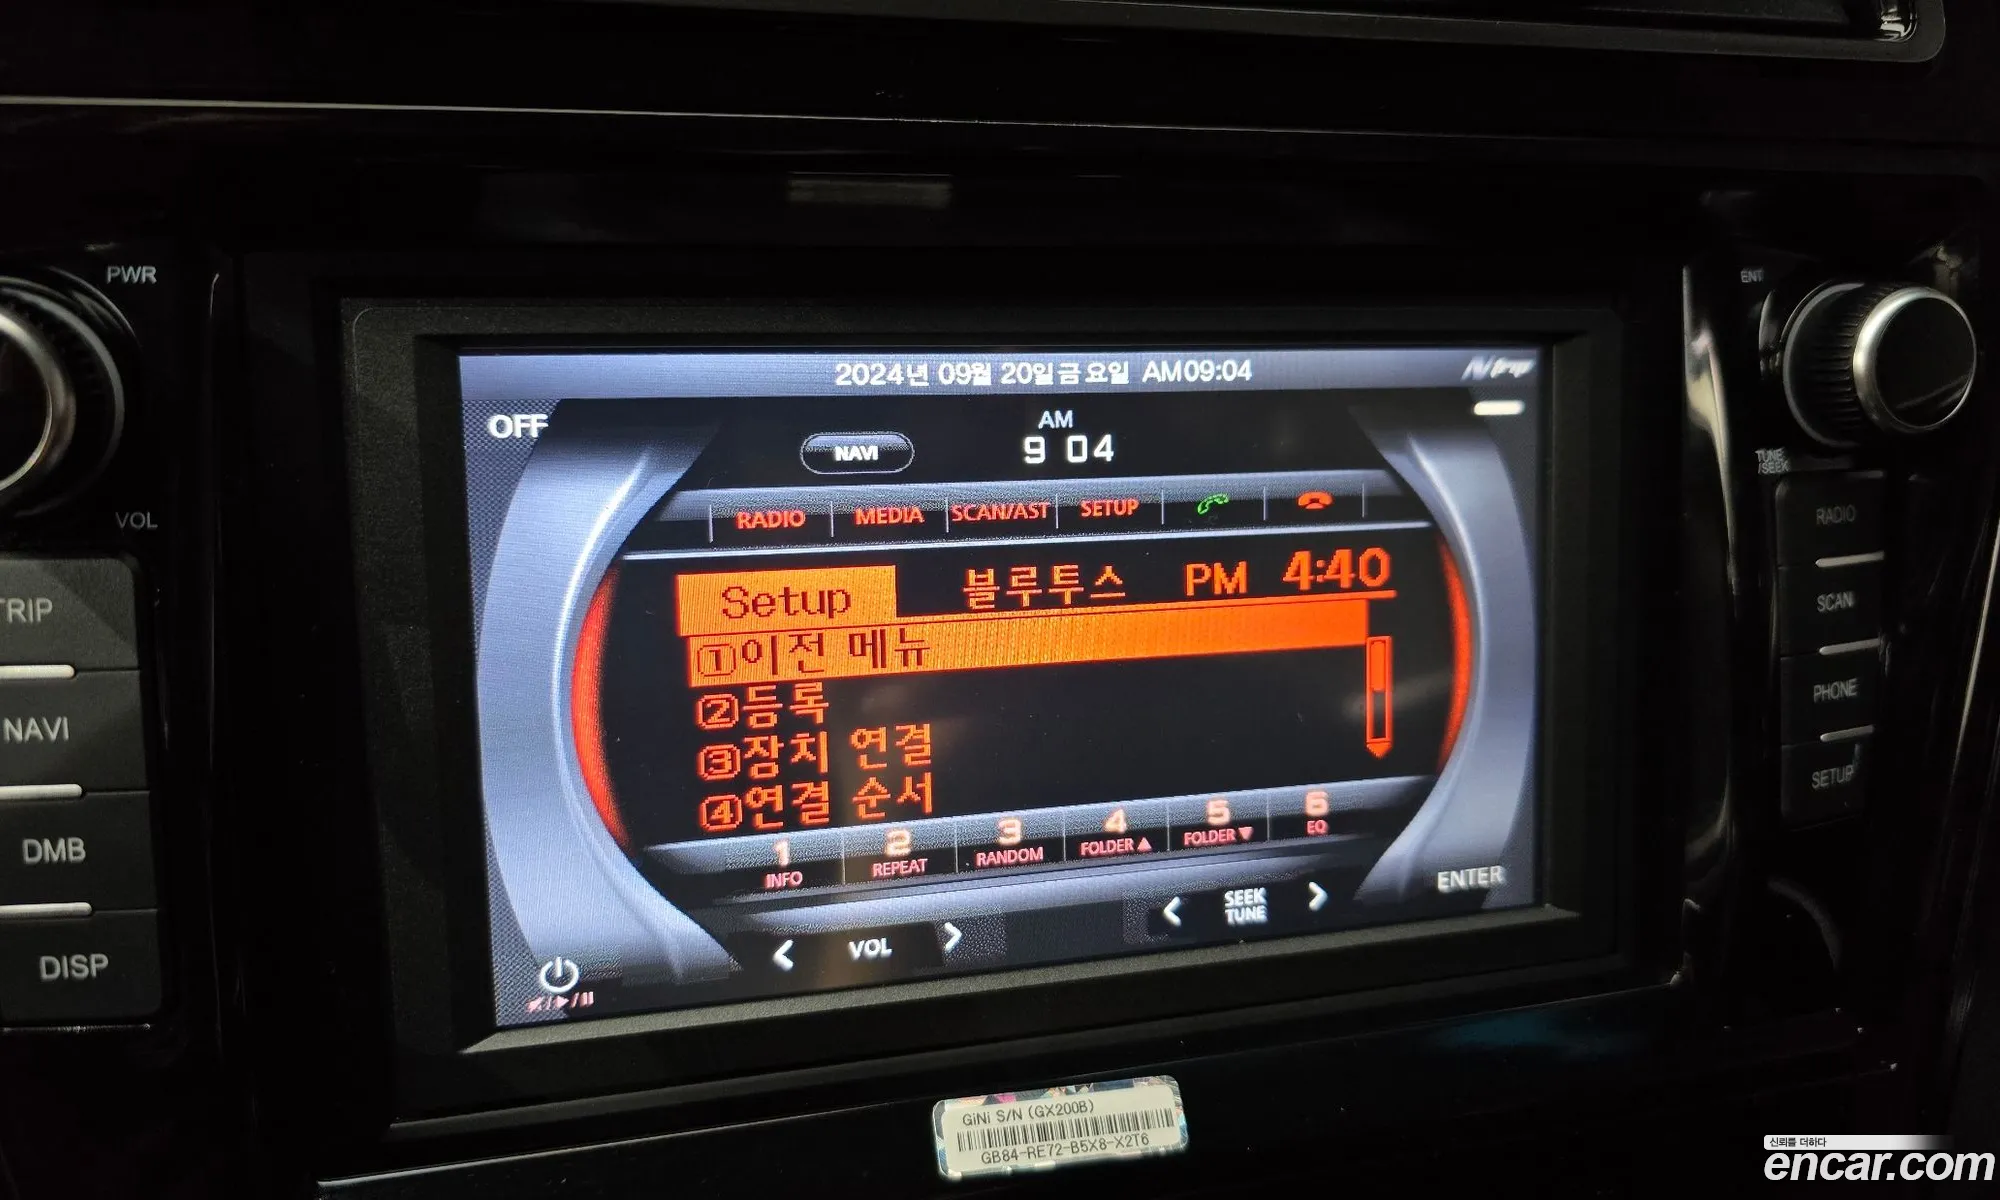 PWR
VOL
TRIP
NAVI
DMB
DISP
2024년 09월 20일금요일 AM09:04
OFF
NAVI
AM
9 04
RADIO MEDIA SCAN/AST SETUP
Setup 블루투스 PM 4:40
①이전 메뉴
②등록
③장치 연결
④연결 순서
1 2 3 4 5 6
INFO REPEAT RANDOM FOLDER▲ FOLDER▼ EQ
VOL
SEEK
TUNE
ENTER
ENT
TUNE
/SEEK
RADIO
SCAN
PHONE
SETUP
GiNi S/N (GX200B)
GB84-RE72-B5X8-X2T6
신뢰를 더하다
encar.com